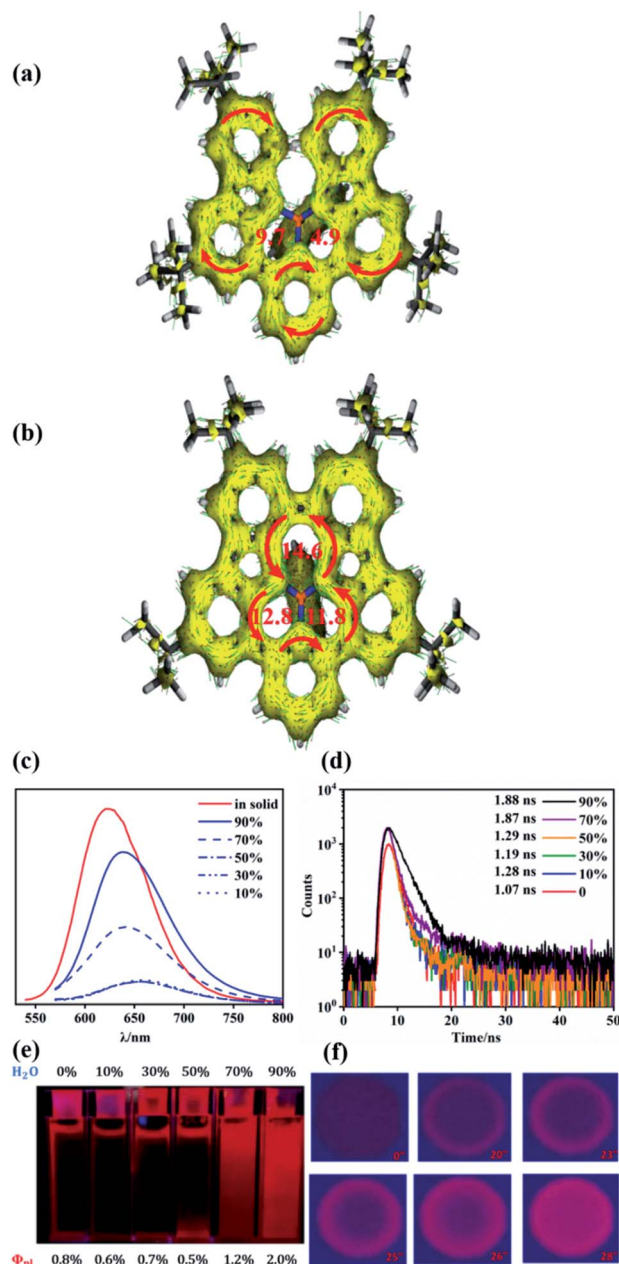 (a)
9.7 4.9
(b)
14.6
12.8 11.8
(c)
in solid
90%
70%
50%
30%
10%
550 600 650 700 750 800
λ/nm
(d)
10⁴
10³
10²
10¹
10⁰
Counts
1.88 ns 90%
1.87 ns 70%
1.29 ns 50%
1.19 ns 30%
1.28 ns 10%
1.07 ns 0
0 10 20 30 40 50
Time/ns
(e)
H₂O 0% 10% 30% 50% 70% 90%
Φpl 0.8% 0.6% 0.7% 0.5% 1.2% 2.0%
(f)
0" 20" 23"
25" 26" 28"